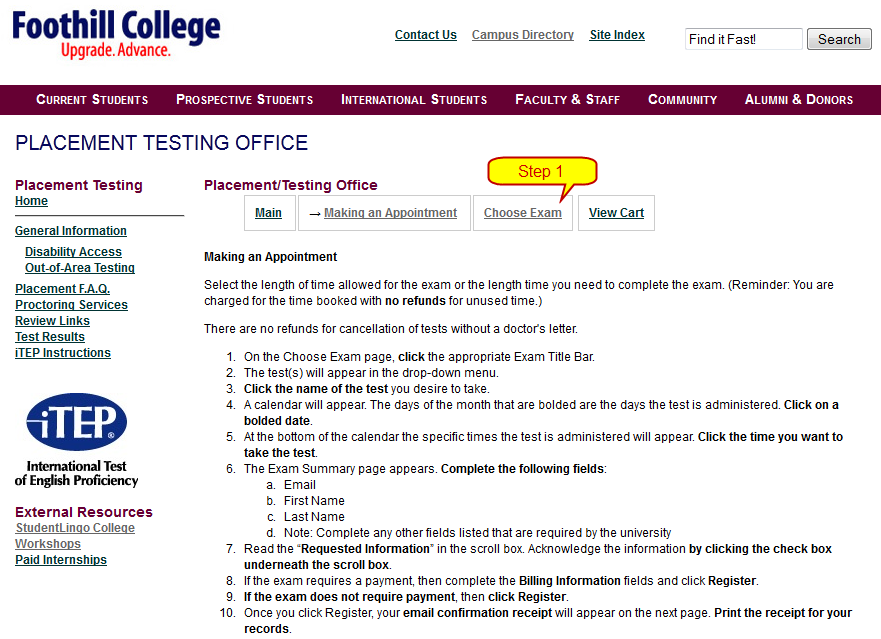 Foothill College
Upgrade. Advance.
Contact Us Campus Directory Site Index Find it Fast! Search
CURRENT STUDENTS PROSPECTIVE STUDENTS INTERNATIONAL STUDENTS FACULTY & STAFF COMMUNITY ALUMNI & DONORS
PLACEMENT TESTING OFFICE
Placement Testing
Home
General Information
Disability Access
Out-of-Area Testing
Placement F.A.Q.
Proctoring Services
Review Links
Test Results
iTEP Instructions
iTEP®
International Test
of English Proficiency
External Resources
StudentLingo College
Workshops
Paid Internships
Placement/Testing Office
Step 1
Main → Making an Appointment Choose Exam View Cart
Making an Appointment
Select the length of time allowed for the exam or the length time you need to complete the exam. (Reminder: You are
charged for the time booked with no refunds for unused time.)
There are no refunds for cancellation of tests without a doctor's letter.
1. On the Choose Exam page, click the appropriate Exam Title Bar.
2. The test(s) will appear in the drop-down menu.
3. Click the name of the test you desire to take.
4. A calendar will appear. The days of the month that are bolded are the days the test is administered. Click on a
bolded date.
5. At the bottom of the calendar the specific times the test is administered will appear. Click the time you want to
take the test.
6. The Exam Summary page appears. Complete the following fields:
a. Email
b. First Name
c. Last Name
d. Note: Complete any other fields listed that are required by the university
7. Read the “Requested Information” in the scroll box. Acknowledge the information by clicking the check box
underneath the scroll box.
8. If the exam requires a payment, then complete the Billing Information fields and click Register.
9. If the exam does not require payment, then click Register.
10. Once you click Register, your email confirmation receipt will appear on the next page. Print the receipt for your
records.